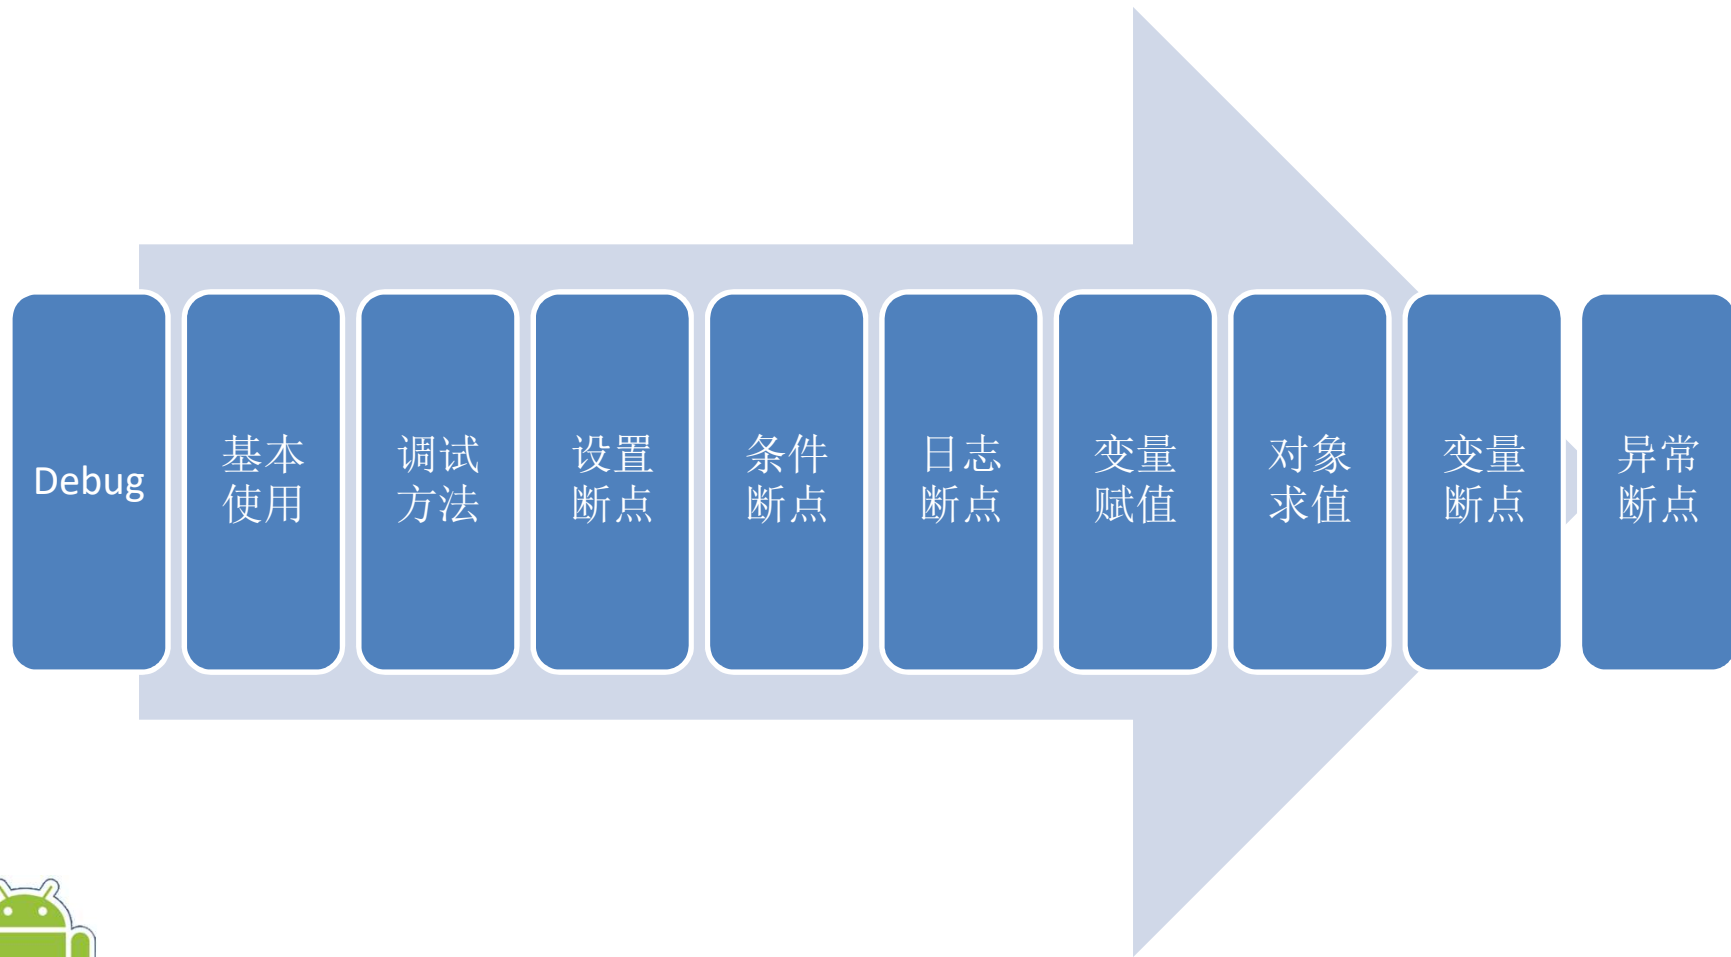 Debug
基本
使用
调试
方法
设置
断点
条件
断点
日志
断点
变量
赋值
对象
求值
变量
断点
异常
断点